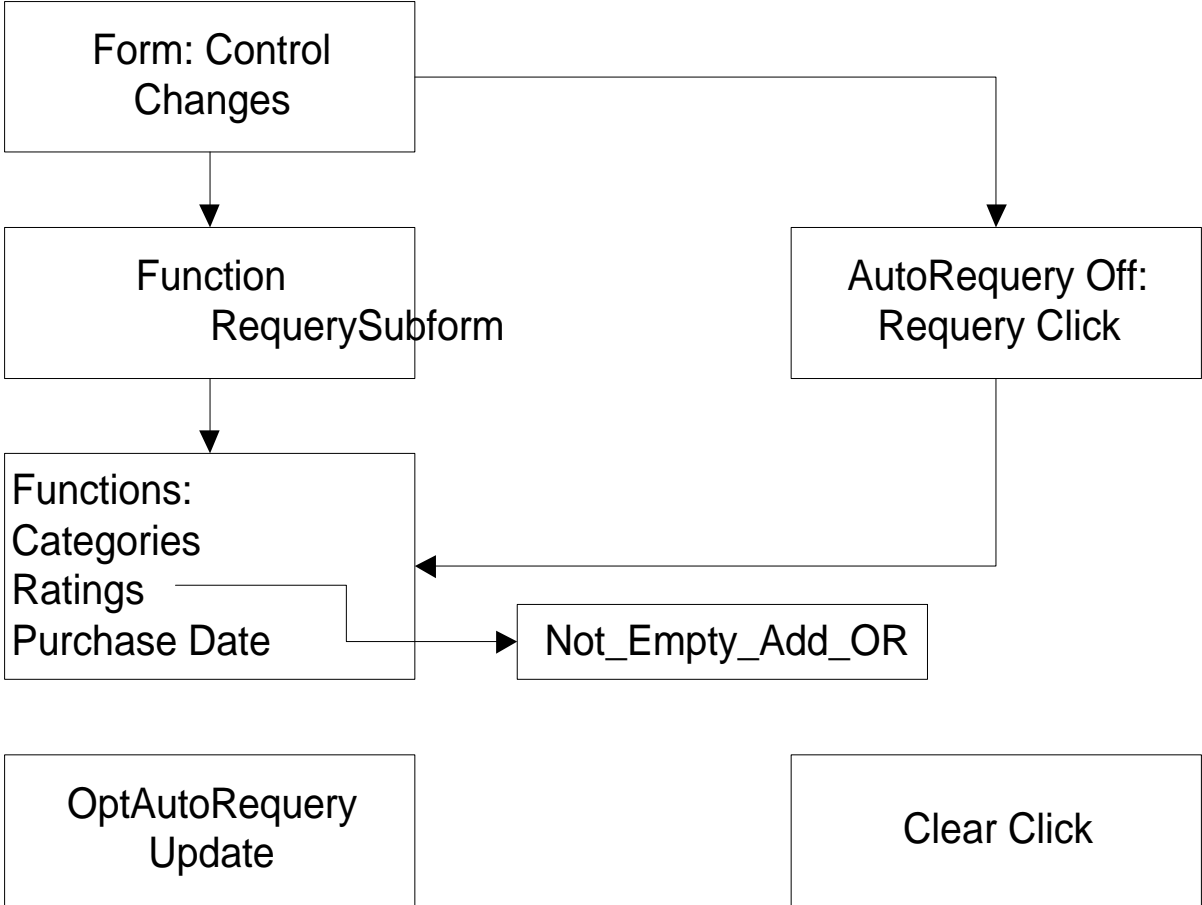 Form: Control
Changes
Function
RequerySubform
AutoRequery Off:
Requery Click
Functions:
Categories
Ratings
Purchase Date
Not_Empty_Add_OR
OptAutoRequery
Update
Clear Click